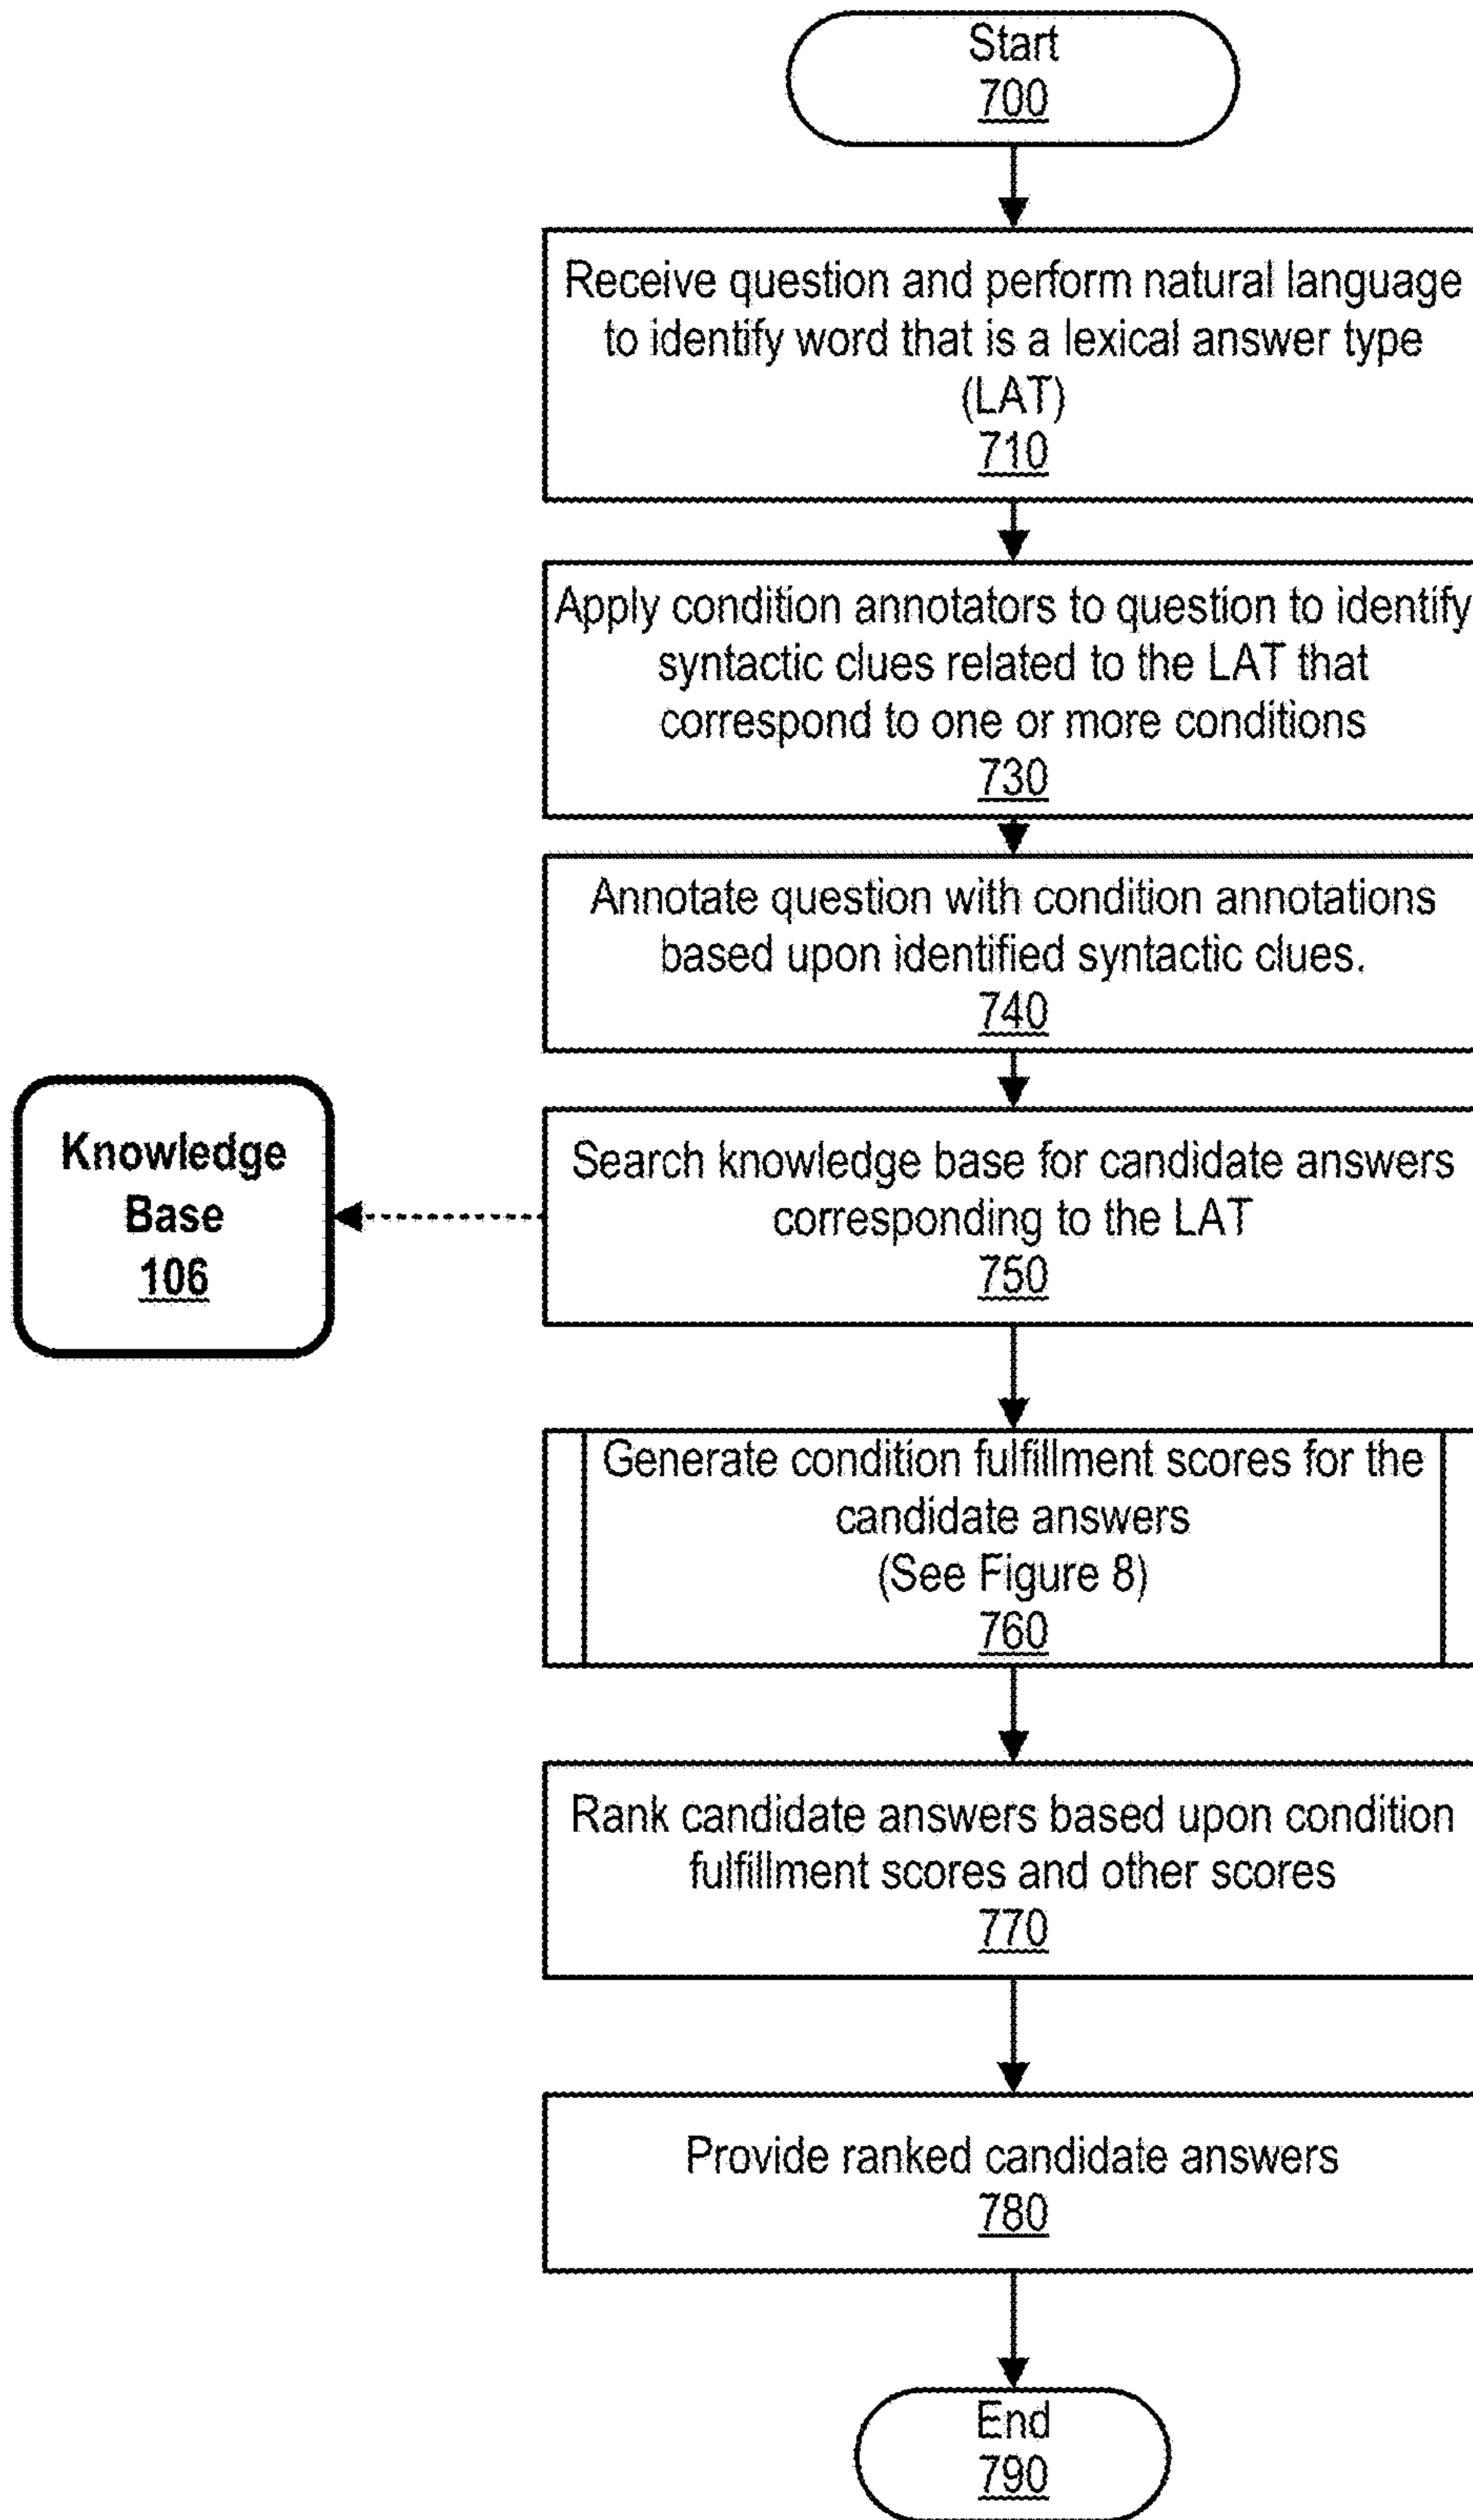 Start
700
Receive question and perform natural language
to identify word that is a lexical answer type
(LAT)
710
Apply condition annotators to question to identify
syntactic clues related to the LAT that
correspond to one or more conditions
730
Annotate question with condition annotations
based upon identified syntactic clues.
740
Knowledge
Base
106
Search knowledge base for candidate answers
corresponding to the LAT
750
Generate condition fulfillment scores for the
candidate answers
(See Figure 8)
760
Rank candidate answers based upon condition
fulfillment scores and other scores
770
Provide ranked candidate answers
780
End
790